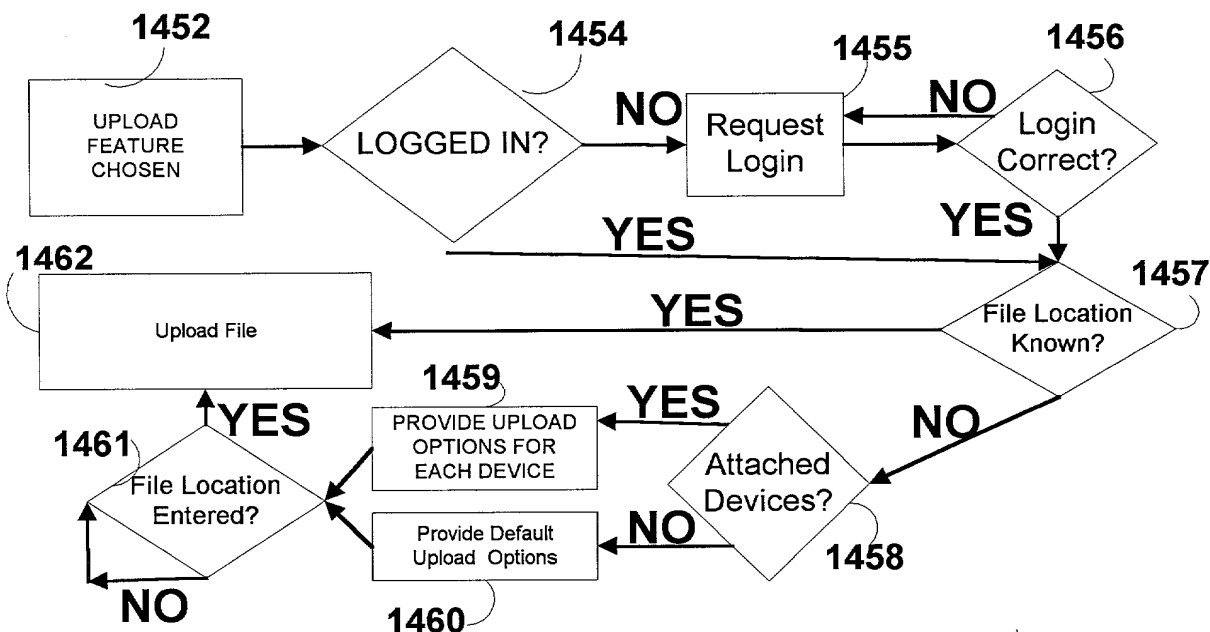 1452
UPLOAD
FEATURE
CHOSEN
1454
LOGGED IN?
NO
1455
Request
Login
NO
1456
Login
Correct?
YES
YES
1457
File Location
Known?
YES
1462
Upload File
NO
Attached
Devices?
1458
YES
1459
PROVIDE UPLOAD
OPTIONS FOR
EACH DEVICE
NO
Provide Default
Upload Options
1460
1461
File Location
Entered?
YES
NO